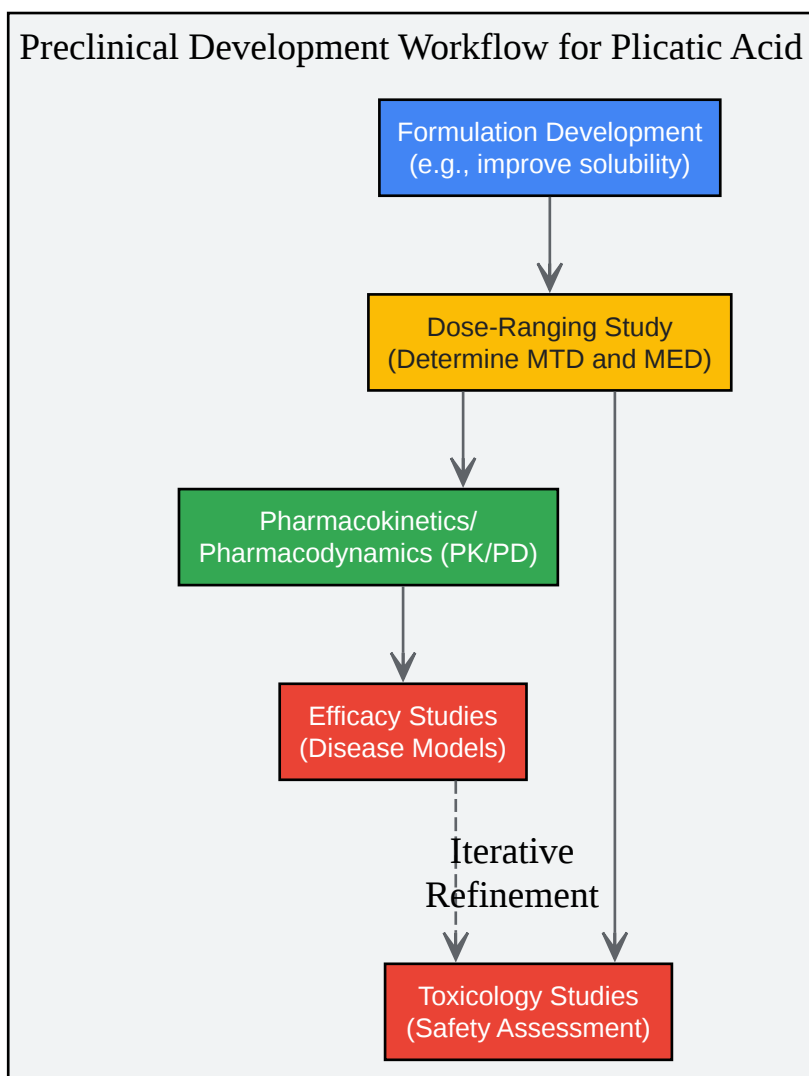 Preclinical Development Workflow for Plicatic Acid
Formulation Development
(e.g., improve solubility)
Dose-Ranging Study
(Determine MTD and MED)
Pharmacokinetics/
Pharmacodynamics (PK/PD)
Efficacy Studies
(Disease Models)
Iterative
Refinement
Toxicology Studies
(Safety Assessment)